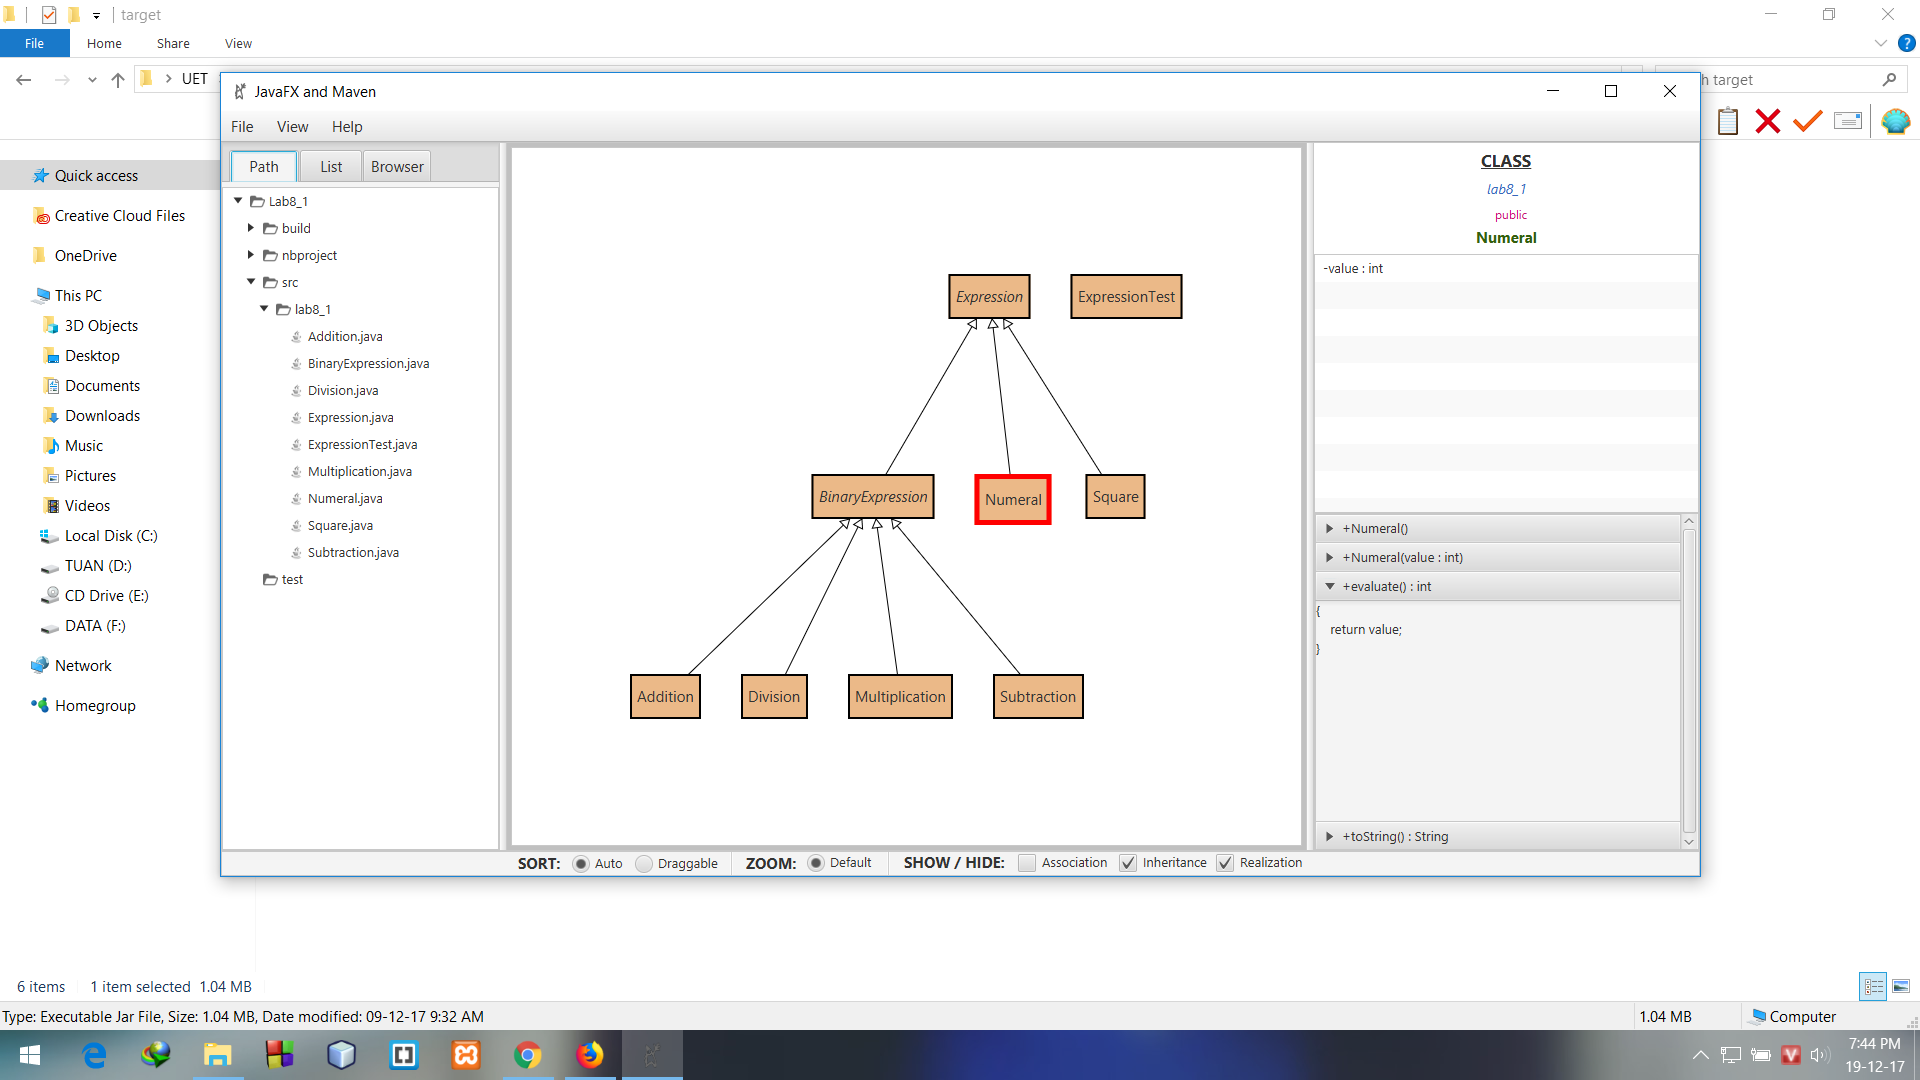 target
File Home Share View
UET
h target
JavaFX and Maven
File View Help
Path List Browser
Quick access
Creative Cloud Files
OneDrive
This PC
3D Objects
Desktop
Documents
Downloads
Music
Pictures
Videos
Local Disk (C:)
TUAN (D:)
CD Drive (E:)
DATA (F:)
Network
Homegroup
Lab8_1
build
nbproject
src
lab8_1
Addition.java
BinaryExpression.java
Division.java
Expression.java
ExpressionTest.java
Multiplication.java
Numeral.java
Square.java
Subtraction.java
test
Expression ExpressionTest
BinaryExpression Numeral Square
Addition Division Multiplication Subtraction
CLASS
lab8_1
public
Numeral
-value : int
+Numeral()
+Numeral(value : int)
+evaluate() : int
{
return value;
}
+toString() : String
SORT: Auto Draggable ZOOM: Default SHOW / HIDE: Association Inheritance Realization
6 items 1 item selected 1.04 MB
Type: Executable Jar File, Size: 1.04 MB, Date modified: 09-12-17 9:32 AM 1.04 MB Computer
7:44 PM
19-12-17